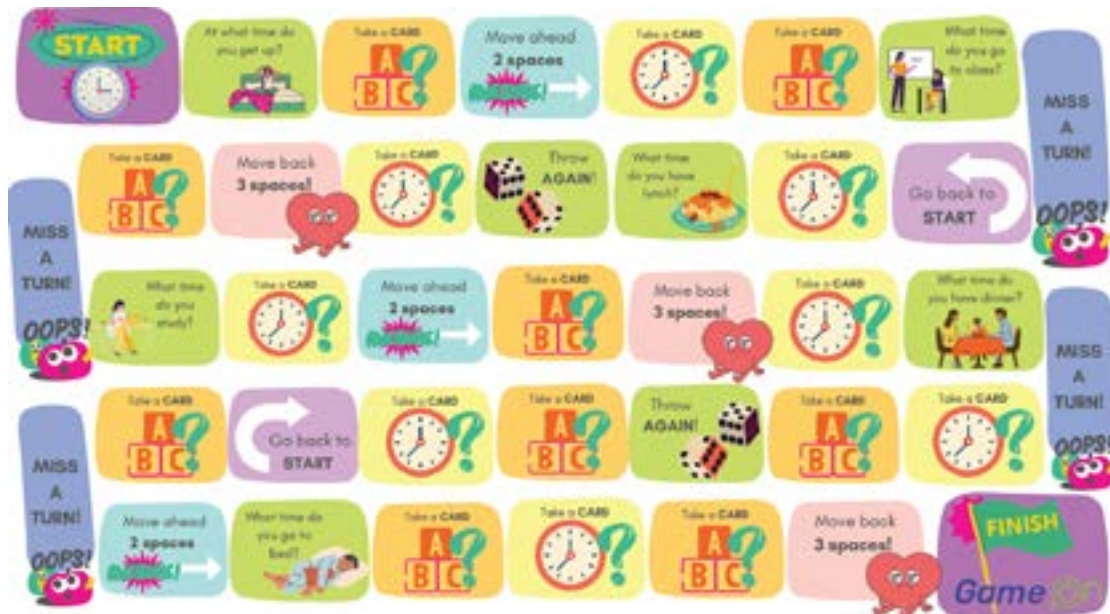 START
At what time do
you get up?
Take a CARD
A ?
B C
Move ahead
2 spaces
Take a CARD
?
Take a CARD
A ?
B C
What time
do you go
to class?
MISS
A
TURN!
OOPS!
Take a CARD
A ?
B C
Move back
3 spaces!
Take a CARD
?
Throw
AGAIN!
What time
do you have
lunch?
Take a CARD
?
Go back to
START
MISS
A
TURN!
OOPS!
What time
do you
study?
Take a CARD
?
Move ahead
2 spaces
Take a CARD
A ?
B C
Move back
3 spaces!
Take a CARD
?
What time do
you have dinner?
MISS
A
TURN!
OOPS!
Take a CARD
A ?
B C
Go back to
START
Take a CARD
?
Take a CARD
A ?
B C
Throw
AGAIN!
Take a CARD
A ?
B C
Take a CARD
?
MISS
A
TURN!
OOPS!
Move ahead
2 spaces
What time do
you go to
bed?
Take a CARD
A ?
B C
Take a CARD
?
Take a CARD
A ?
B C
Move back
3 spaces!
FINISH
Game On